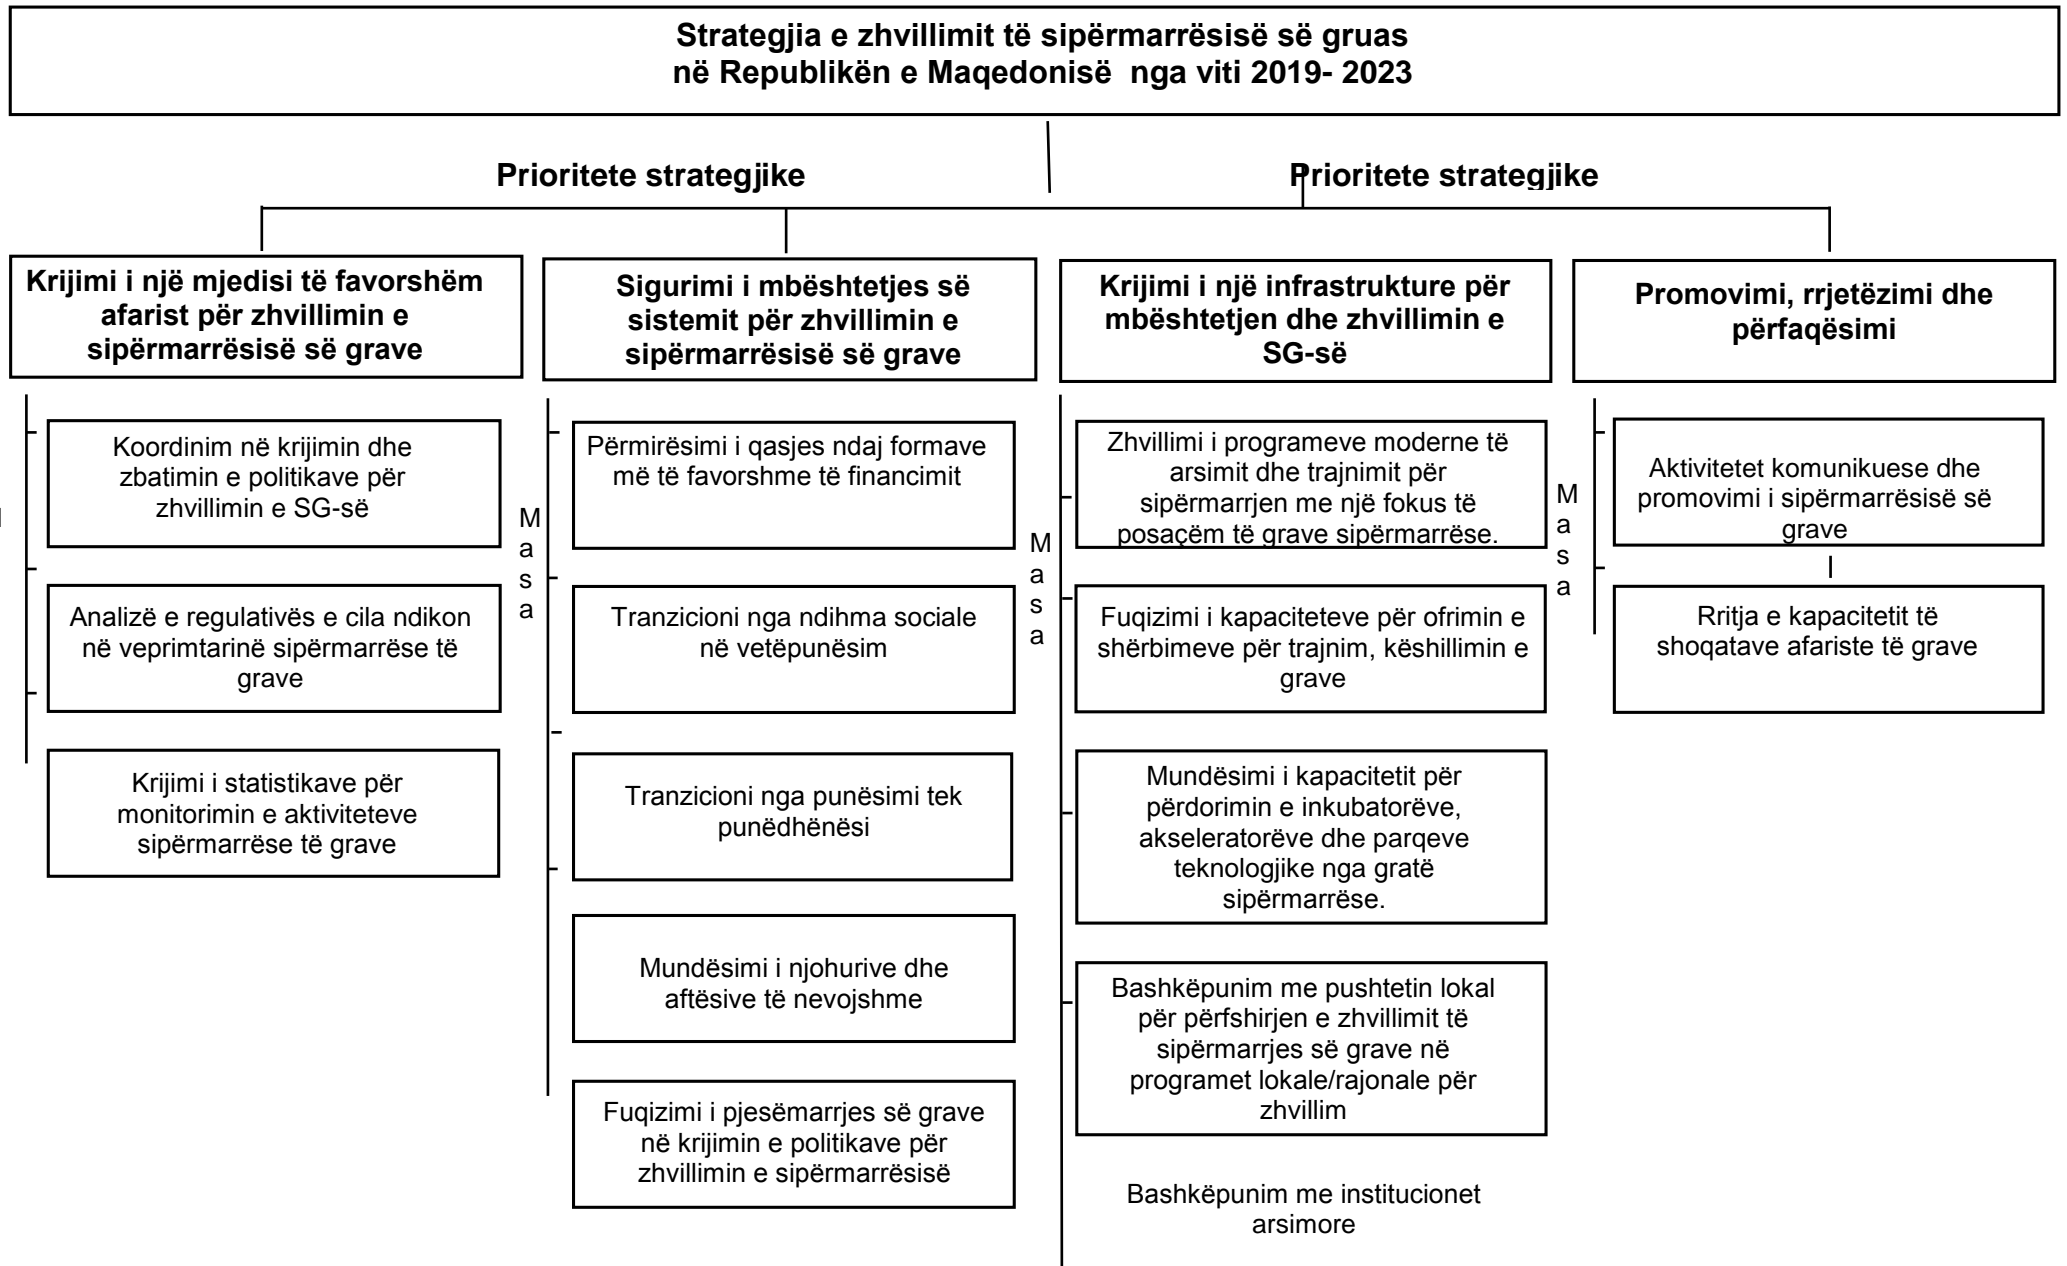 Strategjia e zhvillimit të sipërmarrësisë së gruas
në Republikën e Maqedonisë nga viti 2019- 2023
Prioritete strategjike
Prioritete strategjike
Krijimi i një mjedisi të favorshëm
afarist për zhvillimin e
sipërmarrësisë së grave
Sigurimi i mbështetjes së
sistemit për zhvillimin e
sipërmarrësisë së grave
Krijimi i një infrastrukture për
mbështetjen dhe zhvillimin e
SG-së
Promovimi, rrjetëzimi dhe
përfaqësimi
Koordinim në krijimin dhe
zbatimin e politikave për
zhvillimin e SG-së
Analizë e regulativës e cila ndikon
në veprimtarinë sipërmarrëse të
grave
Krijimi i statistikave për
monitorimin e aktiviteteve
sipërmarrëse të grave
M
a
s
a
Përmirësimi i qasjes ndaj formave
më të favorshme të financimit
Tranzicioni nga ndihma sociale
në vetëpunësim
Tranzicioni nga punësimi tek
punëdhënësi
Mundësimi i njohurive dhe
aftësive të nevojshme
Fuqizimi i pjesëmarrjes së grave
në krijimin e politikave për
zhvillimin e sipërmarrësisë
M
a
s
a
Zhvillimi i programeve moderne të
arsimit dhe trajnimit për
sipërmarrjen me një fokus të
posaçëm të grave sipërmarrëse.
Fuqizimi i kapaciteteve për ofrimin e
shërbimeve për trajnim, këshillimin e
grave
Mundësimi i kapacitetit për
përdorimin e inkubatorëve,
akseleratorëve dhe parqeve
teknologjike nga gratë
sipërmarrëse.
Bashkëpunim me pushtetin lokal
për përfshirjen e zhvillimit të
sipërmarrjes së grave në
programet lokale/rajonale për
zhvillim
Bashkëpunim me institucionet
arsimore
M
a
s
a
Aktivitetet komunikuese dhe
promovimi i sipërmarrësisë së
grave
Rritja e kapacitetit të
shoqatave afariste të grave